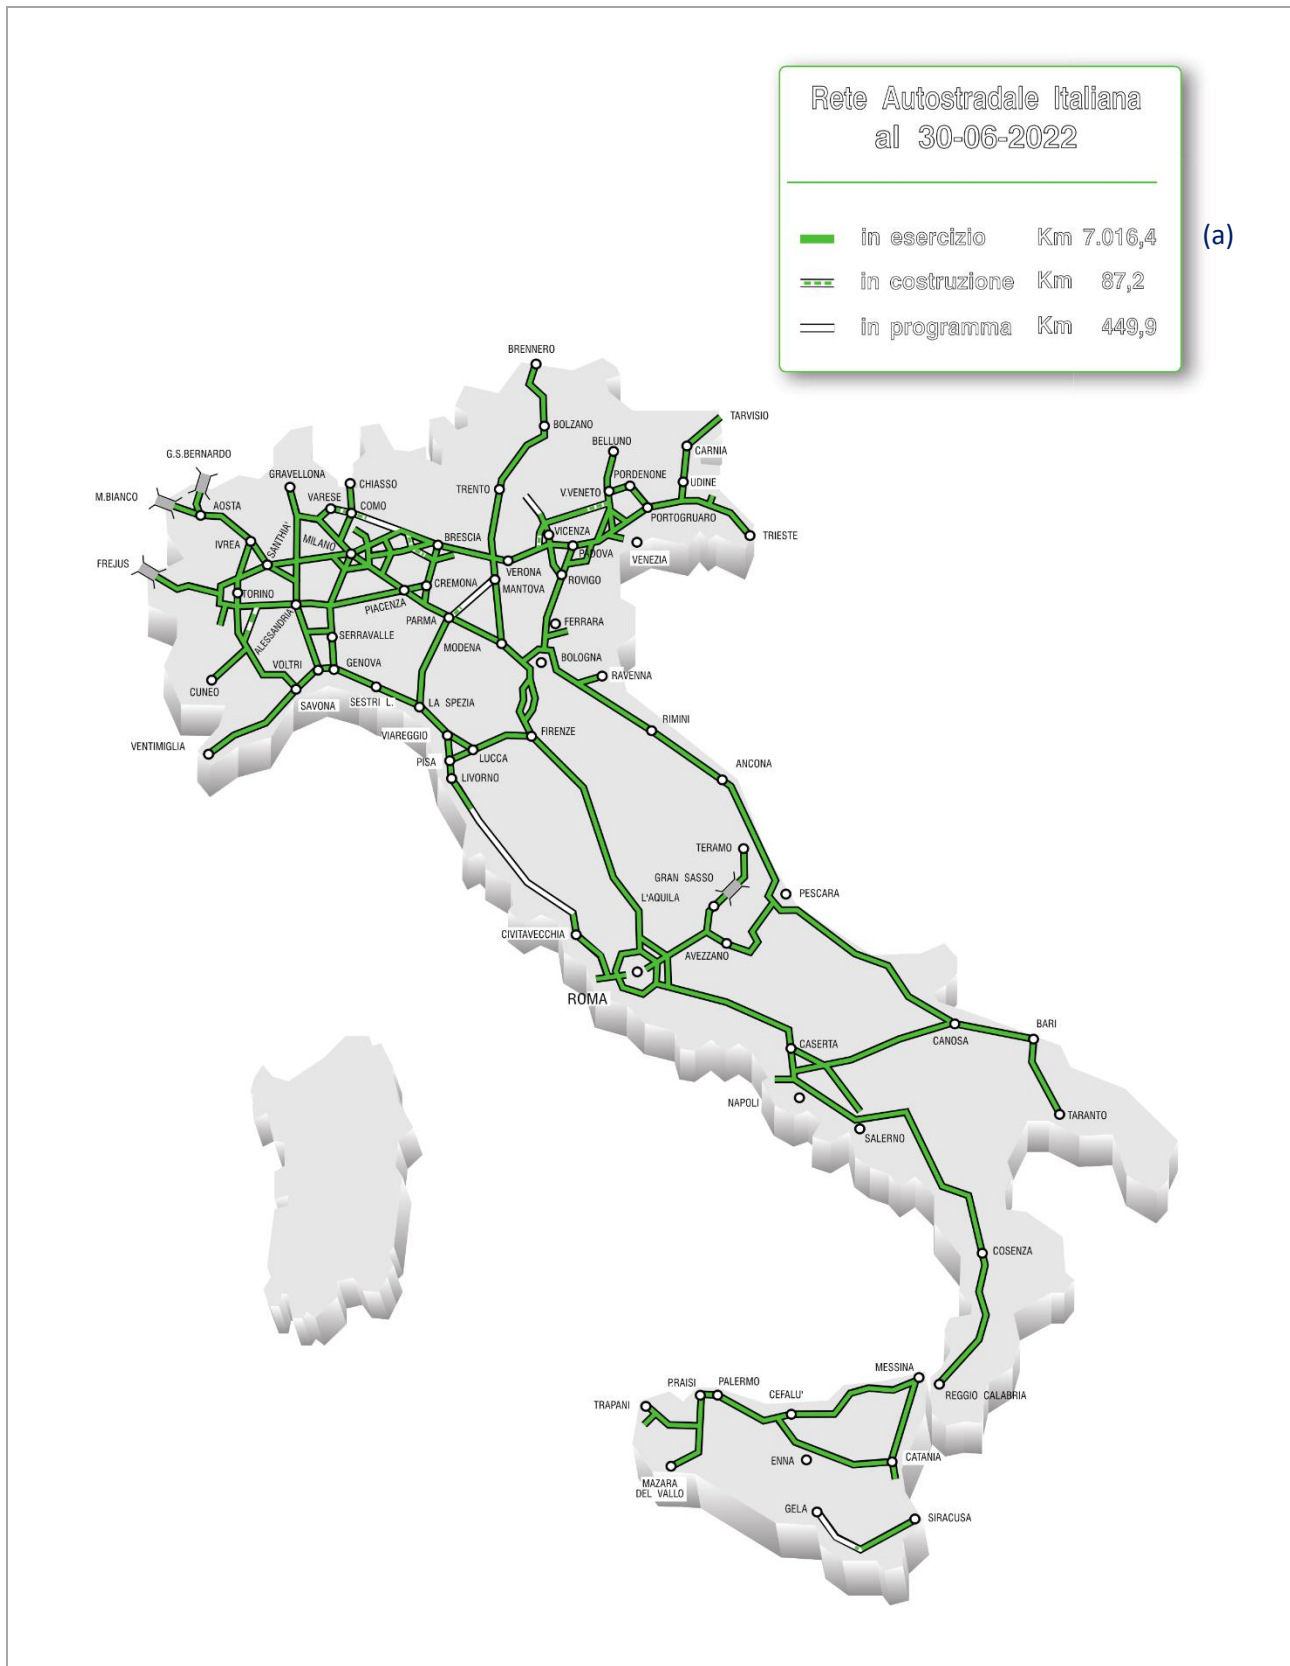 Rete Autostradale Italiana
al 30-06-2022
in esercizio Km 7.016,4 (a)
in costruzione Km 87,2
in programma Km 449,9
BRENNERO
BOLZANO
TARVISIO
BELLUNO
CARNIA
G.S.BERNARDO
GRAVELLONA
CHIASSO
PORDENONE
UDINE
M.BIANCO
VARESE
COMO
TRENTO
V.VENETO
AOSTA
PORTOGRUARO
SANTHIA'
MILANO
IVREA
BRESCIA
VICENZA
TRIESTE
PADOVA
VENEZIA
FREJUS
VERONA
CREMONA
MANTOVA
ROVIGO
TORINO
PIACENZA
ALESSANDRIA
PARMA
FERRARA
SERRAVALLE
MODENA
BOLOGNA
VOLTRI
GENOVA
RAVENNA
CUNEO
SAVONA
SESTRI L.
LA SPEZIA
RIMINI
VENTIMIGLIA
VIAREGGIO
FIRENZE
LUCCA
PISA
ANCONA
LIVORNO
TERAMO
GRAN SASSO
L'AQUILA
PESCARA
CIVITAVECCHIA
AVEZZANO
ROMA
BARI
CASERTA
CANOSA
NAPOLI
TARANTO
SALERNO
COSENZA
MESSINA
P.RAISI
PALERMO
REGGIO CALABRIA
CEFALU'
TRAPANI
ENNA
CATANIA
MAZARA
DEL VALLO
GELA
SIRACUSA